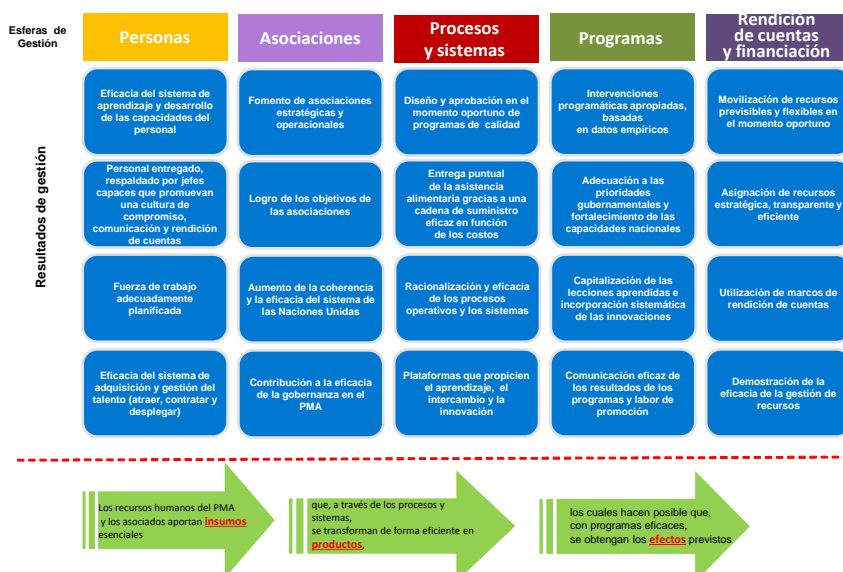 Esferas de
Gestión
Personas
Asociaciones
Procesos
y sistemas
Programas
Rendición
de cuentas
y financiación
Resultados de gestión
Eficacia del sistema de
aprendizaje y desarrollo
de las capacidades del
personal
Fomento de asociaciones
estratégicas y
operacionales
Diseño y aprobación en el
momento oportuno de
programas de calidad
Intervenciones
programáticas apropiadas,
basadas
en datos empíricos
Movilización de recursos
previsibles y flexibles en
el momento oportuno
Personal entregado,
respaldado por jefes
capaces que promuevan
una cultura de
compromiso,
comunicación y rendición
de cuentas
Logro de los objetivos de
las asociaciones
Entrega puntual
de la asistencia
alimentaria gracias a una
cadena de suministro
eficaz en función
de los costos
Adecuación a las
prioridades
gubernamentales y
fortalecimiento de las
capacidades nacionales
Asignación de recursos
estratégica, transparente y
eficiente
Fuerza de trabajo
adecuadamente
planificada
Aumento de la coherencia
y la eficacia del sistema de
las Naciones Unidas
Racionalización y eficacia
de los procesos
operativos y los sistemas
Capitalización de las
lecciones aprendidas e
incorporación sistemática
de las innovaciones
Utilización de marcos de
rendición de cuentas
Eficacia del sistema de
adquisición y gestión del
talento (atraer, contratar y
desplegar)
Contribución a la eficacia
de la gobernanza en el
PMA
Plataformas que propicien
el aprendizaje, el
intercambio y la
innovación
Comunicación eficaz de
los resultados de los
programas y labor de
promoción
Demostración de la
eficacia de la gestión de
recursos
Los recursos humanos del PMA
y los asociados aportan insumos
esenciales
que, a través de los procesos y
sistemas,
se transforman de forma eficiente en
productos,
los cuales hacen posible que,
con programas eficaces,
se obtengan los efectos previstos